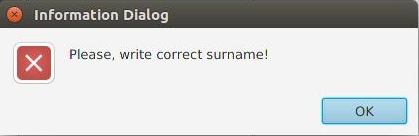 Information Dialog
Please, write correct surname!
OK